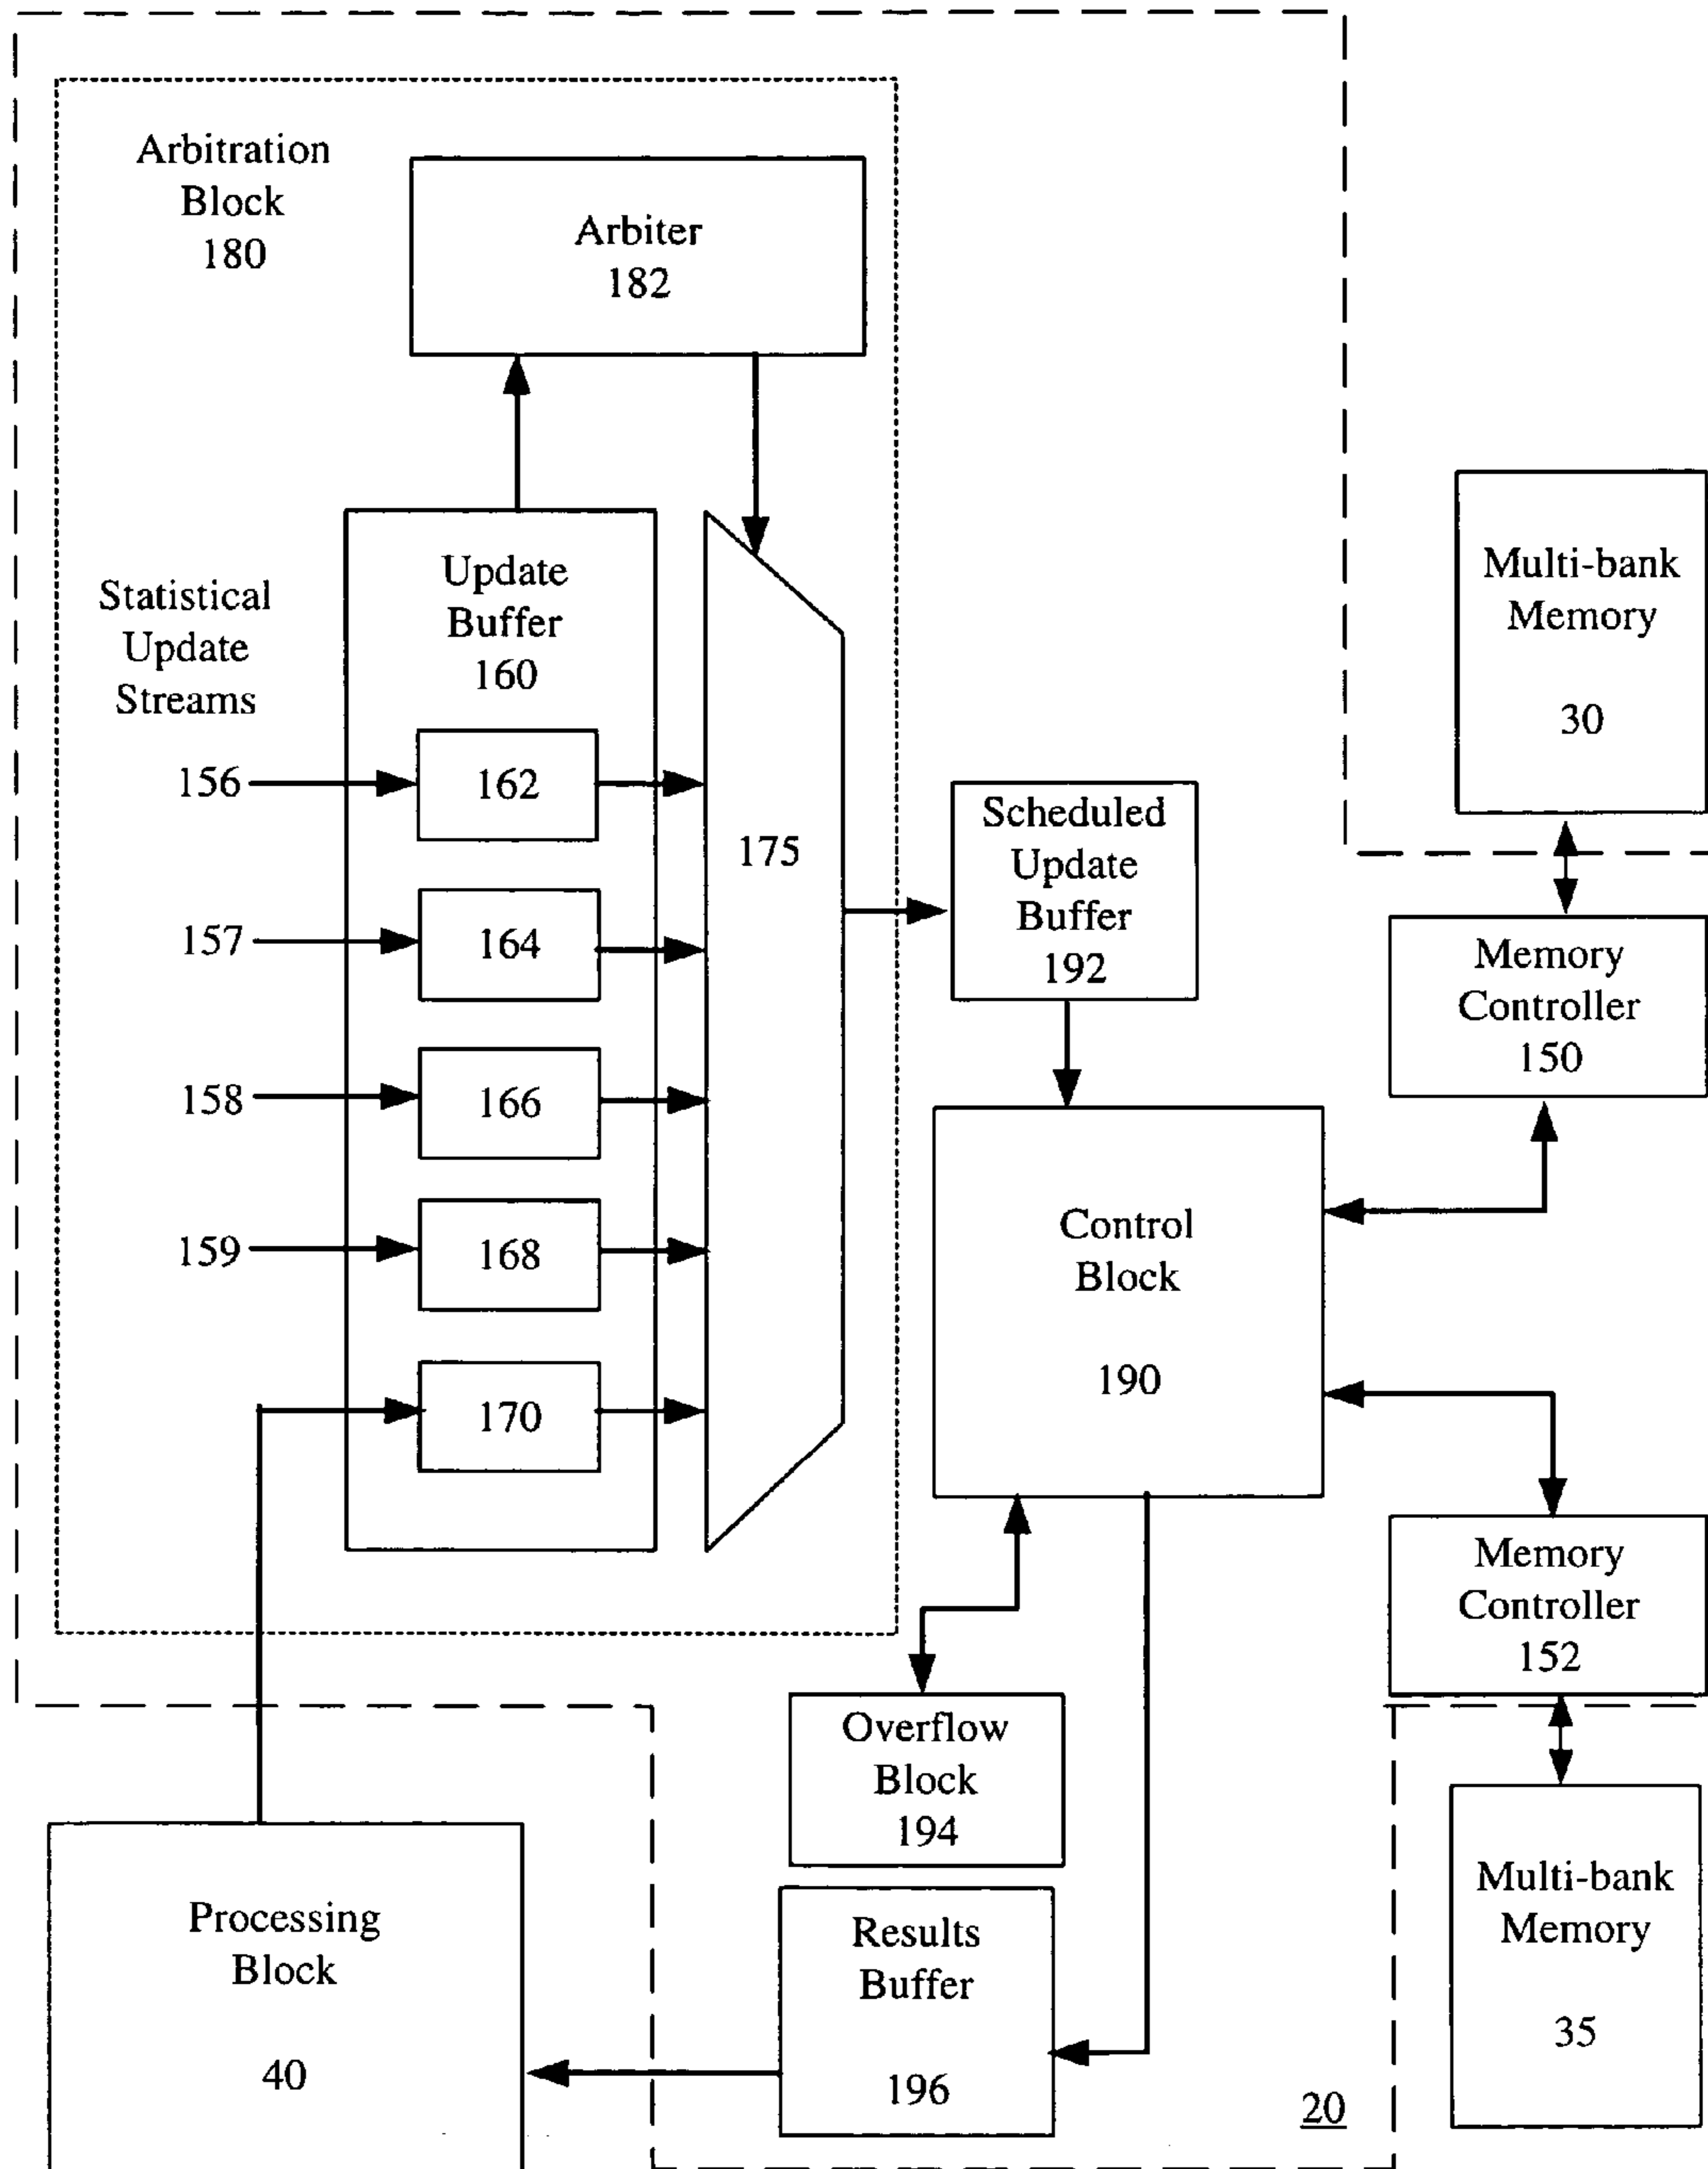 Arbitration
Block
180
Arbiter
182
Statistical
Update
Streams
Update
Buffer
160
156
162
157
164
158
166
159
168
170
175
Scheduled
Update
Buffer
192
Multi-bank
Memory
30
Memory
Controller
150
Control
Block
190
Memory
Controller
152
Overflow
Block
194
Processing
Block
40
Results
Buffer
196
20
Multi-bank
Memory
35